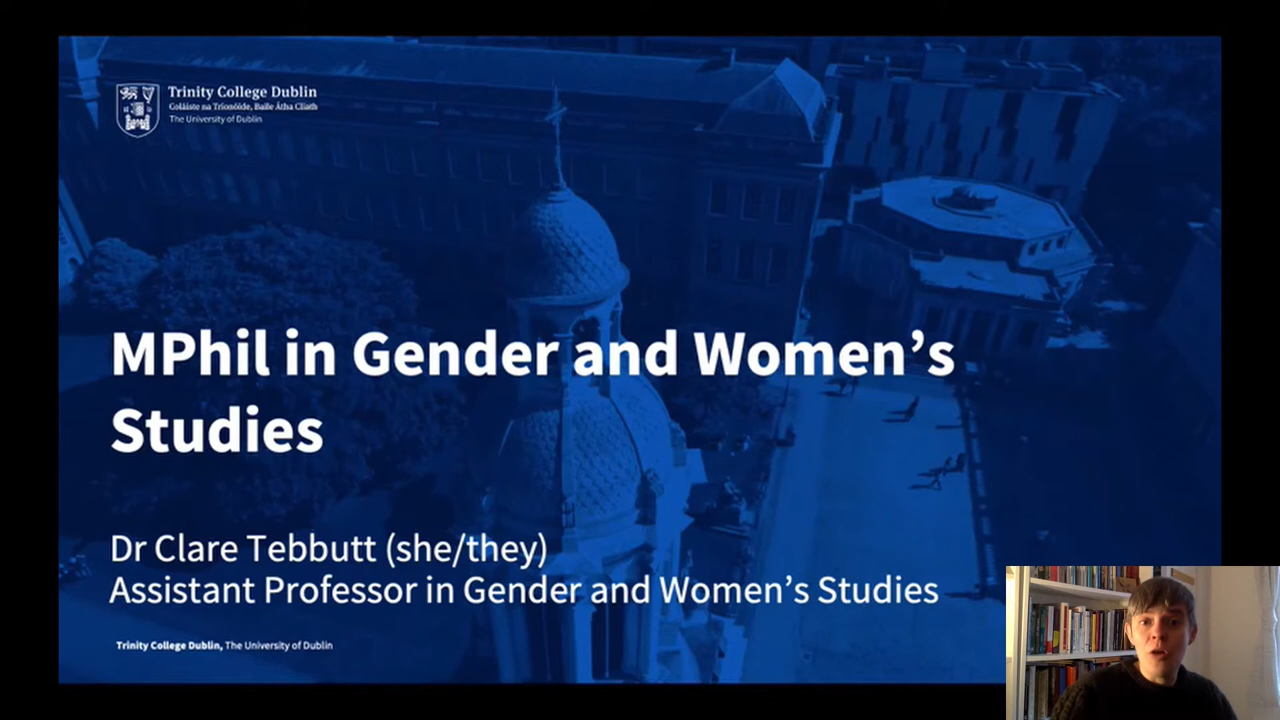 Trinity College Dublin
Coláiste na Tríonóide, Baile Átha Cliath
The University of Dublin
MPhil in Gender and Women’s
Studies
Dr Clare Tebbutt (she/they)
Assistant Professor in Gender and Women’s Studies
Trinity College Dublin, The University of Dublin